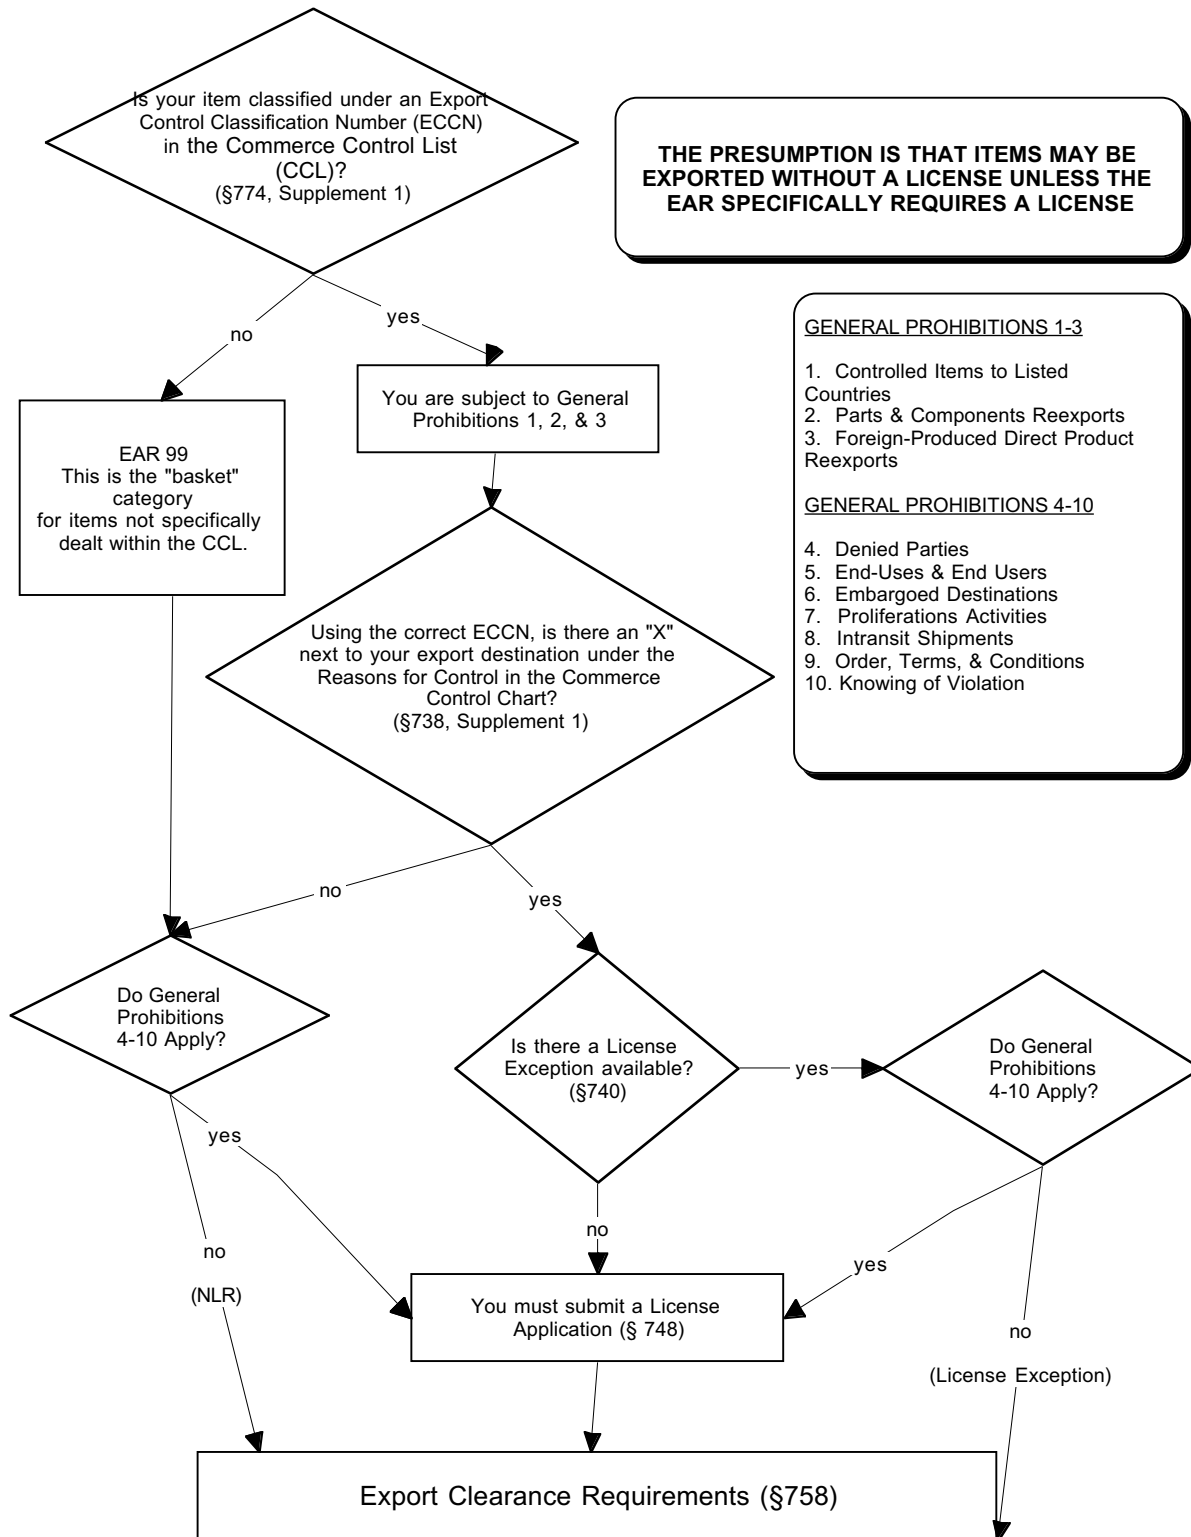 Is your item classified under an Export
Control Classification Number (ECCN)
in the Commerce Control List
(CCL)?
(§774, Supplement 1)
THE PRESUMPTION IS THAT ITEMS MAY BE
EXPORTED WITHOUT A LICENSE UNLESS THE
EAR SPECIFICALLY REQUIRES A LICENSE
no
yes
GENERAL PROHIBITIONS 1-3
1. Controlled Items to Listed
Countries
2. Parts & Components Reexports
3. Foreign-Produced Direct Product
Reexports
GENERAL PROHIBITIONS 4-10
4. Denied Parties
5. End-Uses & End Users
6. Embargoed Destinations
7. Proliferations Activities
8. Intransit Shipments
9. Order, Terms, & Conditions
10. Knowing of Violation
You are subject to General
Prohibitions 1, 2, & 3
EAR 99
This is the "basket"
category
for items not specifically
dealt within the CCL.
Using the correct ECCN, is there an "X"
next to your export destination under the
Reasons for Control in the Commerce
Control Chart?
(§738, Supplement 1)
no
yes
Do General
Prohibitions
4-10 Apply?
Is there a License
Exception available?
(§740)
yes
Do General
Prohibitions
4-10 Apply?
yes
no
(NLR)
no
yes
You must submit a License
Application (§ 748)
no
(License Exception)
Export Clearance Requirements (§758)